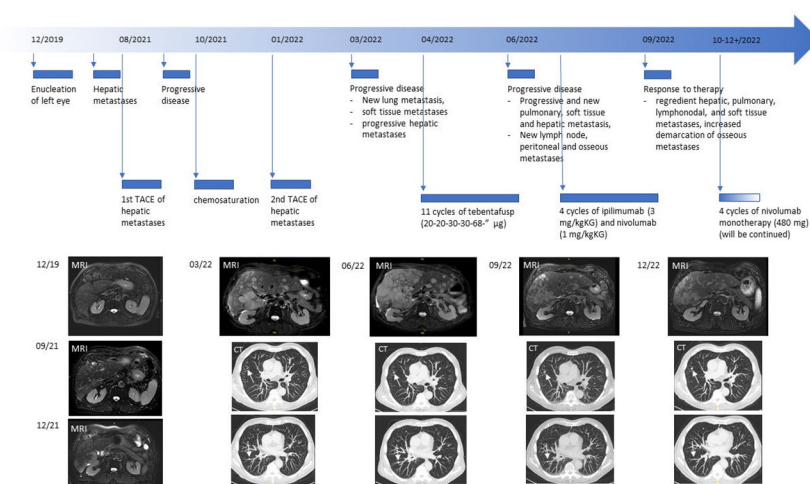 12/2019
08/2021
10/2021
01/2022
03/2022
04/2022
06/2022
09/2022
10-12+/2022
Enucleation
of left eye
Hepatic
metastases
Progressive
disease
Progressive disease
- New lung metastasis,
- soft tissue metastases
- progressive hepatic
metastases
Progressive disease
- Progressive and new
pulmonary, soft tissue
and hepatic metastasis,
- New lymph node,
peritoneal and osseous
metastases
Response to therapy
- regredient hepatic, pulmonary,
lymphonodal, and soft tissue
metastases, increased
demarcation of osseous
metastases
1st TACE of
hepatic
metastases
chemosaturation
2nd TACE of
hepatic
metastases
11 cycles of tebentafusp
(20-20-30-30-68-” µg)
4 cycles of ipilimumab (3
mg/kgKG) and nivolumab
(1 mg/kgKG)
4 cycles of nivolumab
monotherapy (480 mg)
(will be continued)
12/19
MRI
03/22
MRI
06/22
MRI
09/22
MRI
12/22
MRI
09/21
MRI
CT
CT
CT
CT
12/21
MRI